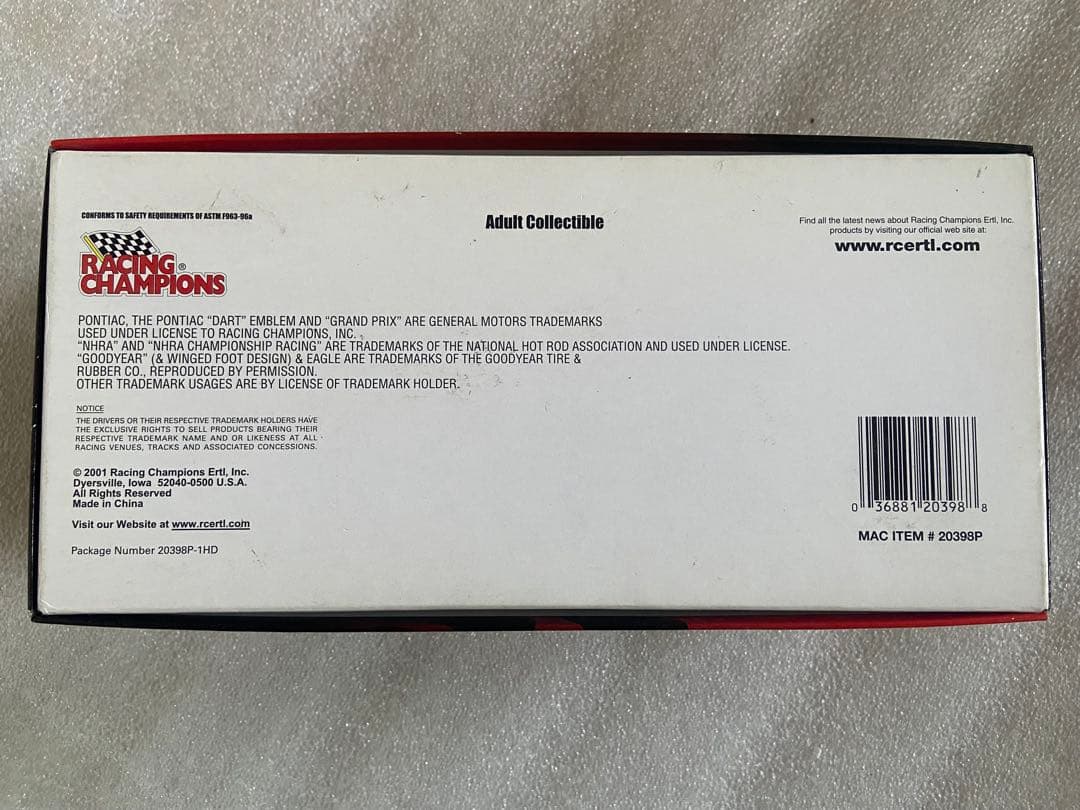 CONFORMS TO SAFETY REQUIREMENTS OF ASTM F963-96a
Adult Collectible
Find all the latest news about Racing Champions Ertl, Inc.
products by visiting our official web site at:
www.rcertl.com
RACING®
CHAMPIONS
PONTIAC, THE PONTIAC “DART” EMBLEM AND “GRAND PRIX” ARE GENERAL MOTORS TRADEMARKS
USED UNDER LICENSE TO RACING CHAMPIONS, INC.
“NHRA” AND “NHRA CHAMPIONSHIP RACING” ARE TRADEMARKS OF THE NATIONAL HOT ROD ASSOCIATION AND USED UNDER LICENSE.
“GOODYEAR” (& WINGED FOOT DESIGN) & EAGLE ARE TRADEMARKS OF THE GOODYEAR TIRE &
RUBBER CO., REPRODUCED BY PERMISSION.
OTHER TRADEMARK USAGES ARE BY LICENSE OF TRADEMARK HOLDER.
NOTICE
THE DRIVERS OR THEIR RESPECTIVE TRADEMARK HOLDERS HAVE
THE EXCLUSIVE RIGHTS TO SELL PRODUCTS BEARING THEIR
RESPECTIVE TRADEMARK NAME AND OR LIKENESS AT ALL
RACING VENUES, TRACKS AND ASSOCIATED CONCESSIONS.
© 2001 Racing Champions Ertl, Inc.
Dyersville, Iowa 52040-0500 U.S.A.
All Rights Reserved
Made in China
Visit our Website at www.rcertl.com
Package Number 20398P-1HD
0 36881 20398 8
MAC ITEM # 20398P